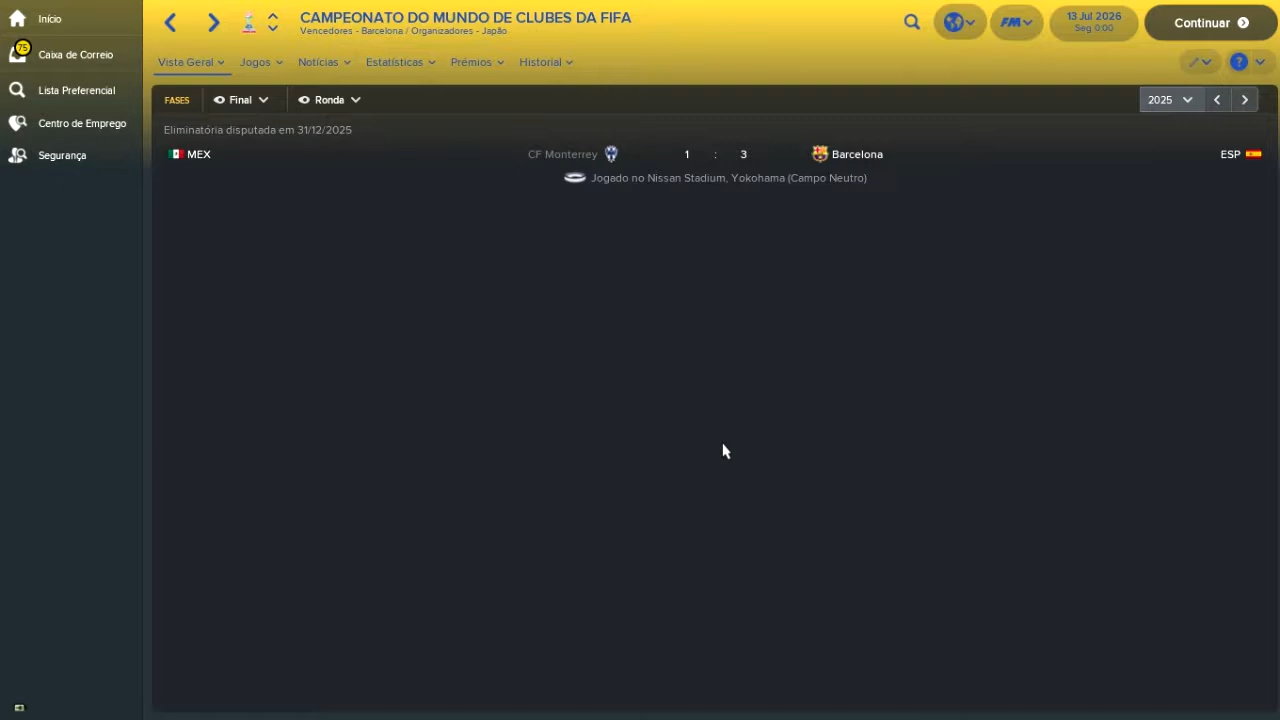 Início
75
Caixa de Correio
Lista Preferencial
Centro de Emprego
Segurança
CAMPEONATO DO MUNDO DE CLUBES DA FIFA
Vencedores - Barcelona / Organizadores - Japão
FM
13 Jul 2026
Seg 0:00
Continuar
Vista Geral
Jogos
Notícias
Estatísticas
Prémios
Historial
?
FASES
Final
Ronda
2025
Eliminatória disputada em 31/12/2025
MEX CF Monterrey 1 : 3 Barcelona ESP
Jogado no Nissan Stadium, Yokohama (Campo Neutro)